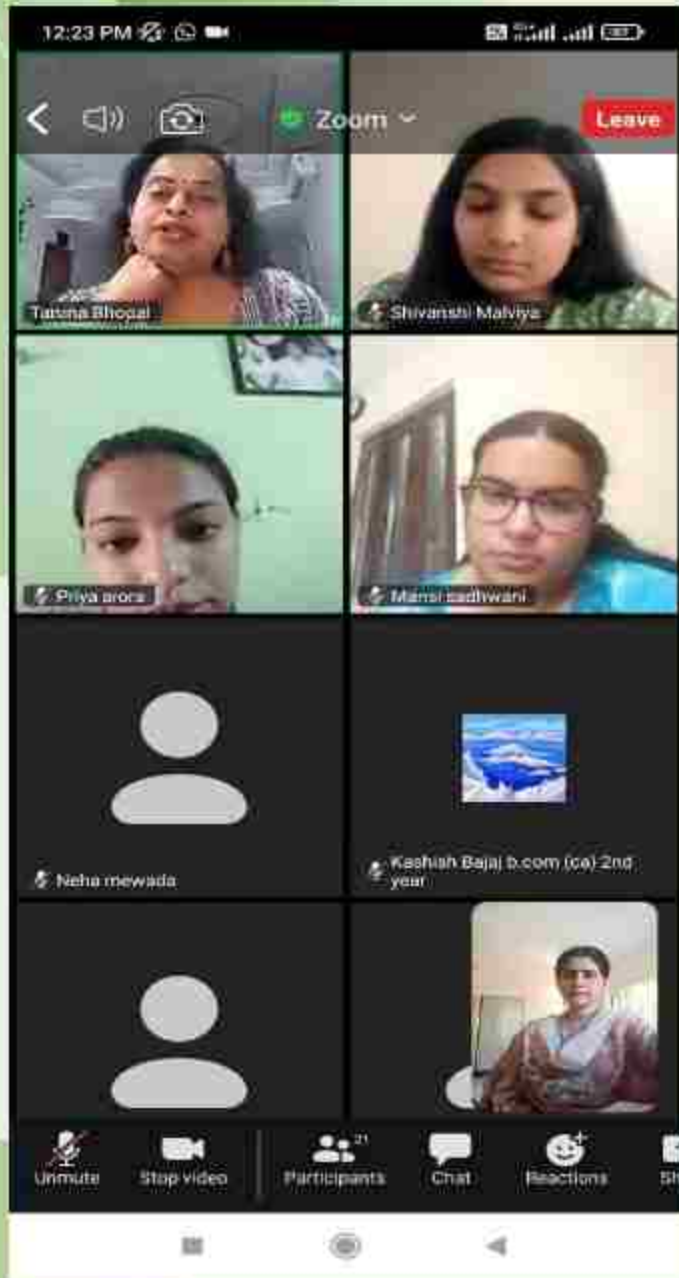 12:23 PM
Zoom
Leave
Bhopal
Shivanshi Malviya
Priya arora
Mansi sadhwani
Neha mewada
Kashish Bajaj b.com (ca) 2nd
year
21
Unmute
Stop video
Participants
Chat
Reactions
Sh